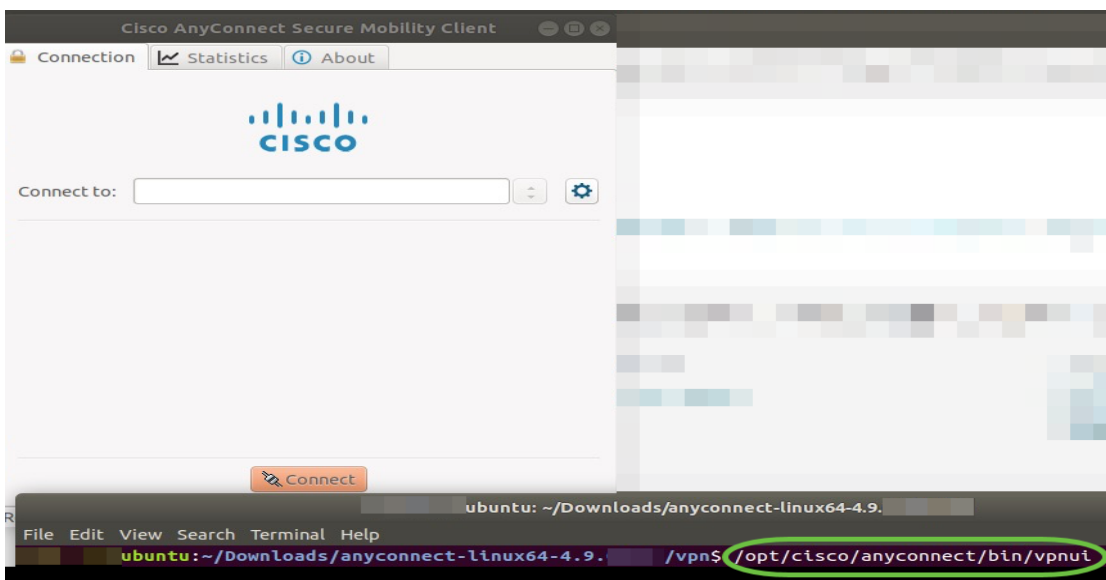 Cisco AnyConnect Secure Mobility Client
Connection Statistics About
CISCO
Connect to:
Connect
ubuntu: ~/Downloads/anyconnect-linux64-4.9.
File Edit View Search Terminal Help
ubuntu:~/Downloads/anyconnect-linux64-4.9. /vpn$ /opt/cisco/anyconnect/bin/vpnui